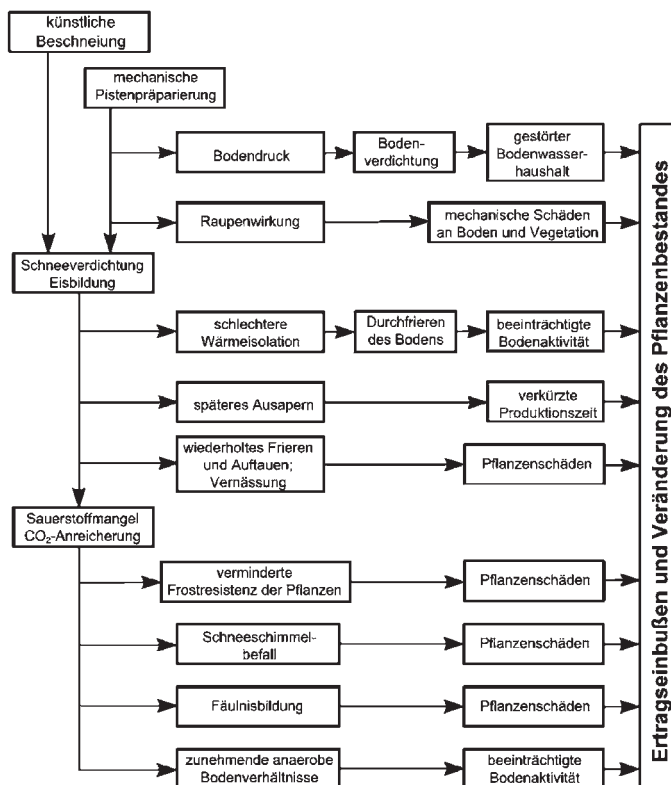 künstliche
Beschneiung
mechanische
Pistenpräparierung
Bodendruck
Boden-
verdichtung
gestörter
Bodenwasser-
haushalt
Raupenwirkung
mechanische Schäden
an Boden und Vegetation
Schneeverdichtung
Eisbildung
schlechtere
Wärmeisolation
Durchfrieren
des Bodens
beeinträchtigte
Bodenaktivität
späteres Ausapern
verkürzte
Produktionszeit
wiederholtes Frieren
und Auftauen;
Vernässung
Pflanzenschäden
Sauerstoffmangel
CO₂-Anreicherung
verminderte
Frostresistenz der Pflanzen
Pflanzenschäden
Schneeschimmel-
befall
Pflanzenschäden
Fäulnisbildung
Pflanzenschäden
zunehmende anaerobe
Bodenverhältnisse
beeinträchtigte
Bodenaktivität
Ertragseinbußen und Veränderung des Pflanzenbestandes